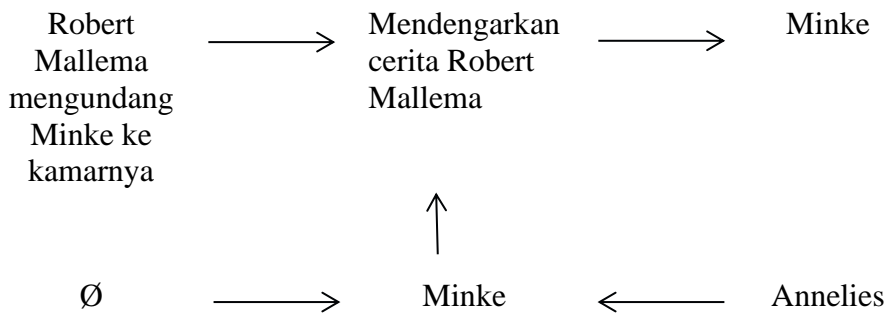 Robert
Mallema
mengundang
Minke ke
kamarnya
Mendengarkan
cerita Robert
Mallema
Minke
Ø
Minke
Annelies